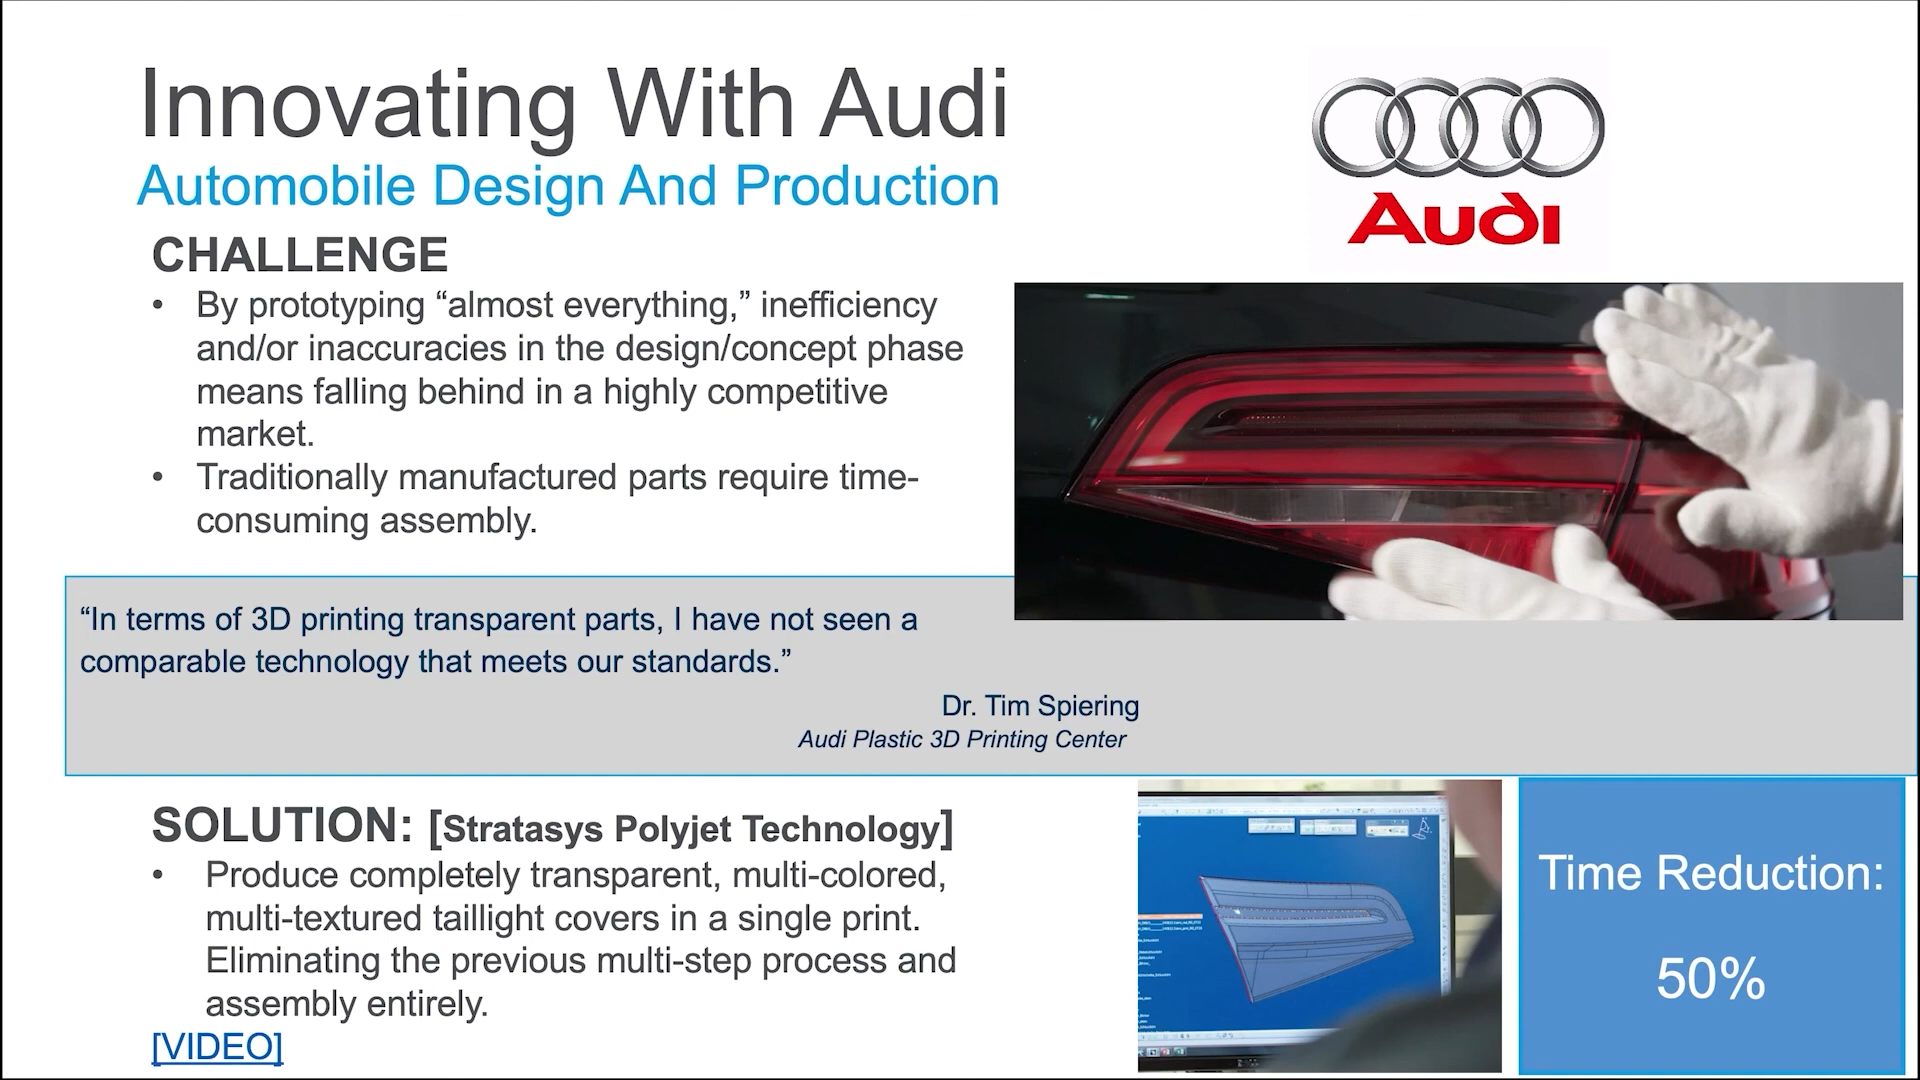 Innovating With Audi
Automobile Design And Production
Audi
CHALLENGE
• By prototyping “almost everything,” inefficiency
and/or inaccuracies in the design/concept phase
means falling behind in a highly competitive
market.
• Traditionally manufactured parts require time-
consuming assembly.
“In terms of 3D printing transparent parts, I have not seen a
comparable technology that meets our standards.”
Dr. Tim Spiering
Audi Plastic 3D Printing Center
SOLUTION: [Stratasys Polyjet Technology]
• Produce completely transparent, multi-colored,
multi-textured taillight covers in a single print.
Eliminating the previous multi-step process and
assembly entirely.
[VIDEO]
Time Reduction:
50%